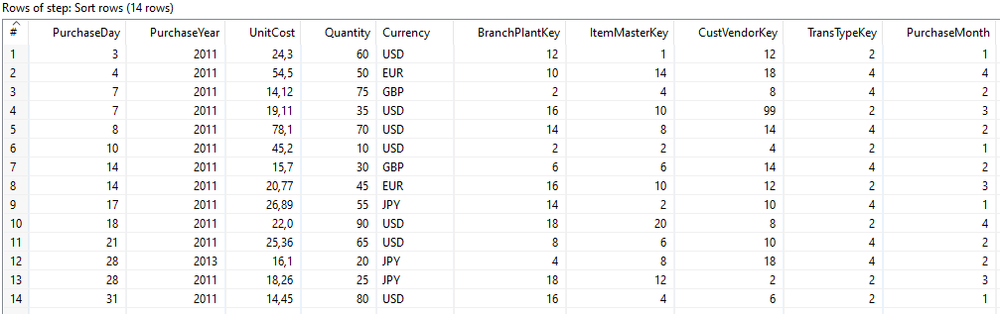 Rows of step: Sort rows (14 rows)
# PurchaseDay PurchaseYear UnitCost Quantity Currency BranchPlantKey ItemMasterKey CustVendorKey TransTypeKey PurchaseMonth
1 3 2011 24,3 60 USD 12 1 12 2 1
2 4 2011 54,5 50 EUR 10 14 18 4 4
3 7 2011 14,12 75 GBP 2 4 8 4 2
4 7 2011 19,11 35 USD 16 10 99 2 3
5 8 2011 78,1 70 USD 14 8 14 4 2
6 10 2011 45,2 10 USD 2 2 4 2 1
7 14 2011 15,7 30 GBP 6 6 14 4 2
8 14 2011 20,77 45 EUR 16 10 12 2 3
9 17 2011 26,89 55 JPY 14 2 10 4 1
10 18 2011 22,0 90 USD 18 20 8 2 4
11 21 2011 25,36 65 USD 8 6 10 4 2
12 28 2013 16,1 20 JPY 4 8 18 4 2
13 28 2011 18,26 25 JPY 18 12 2 2 3
14 31 2011 14,45 80 USD 16 4 6 2 1